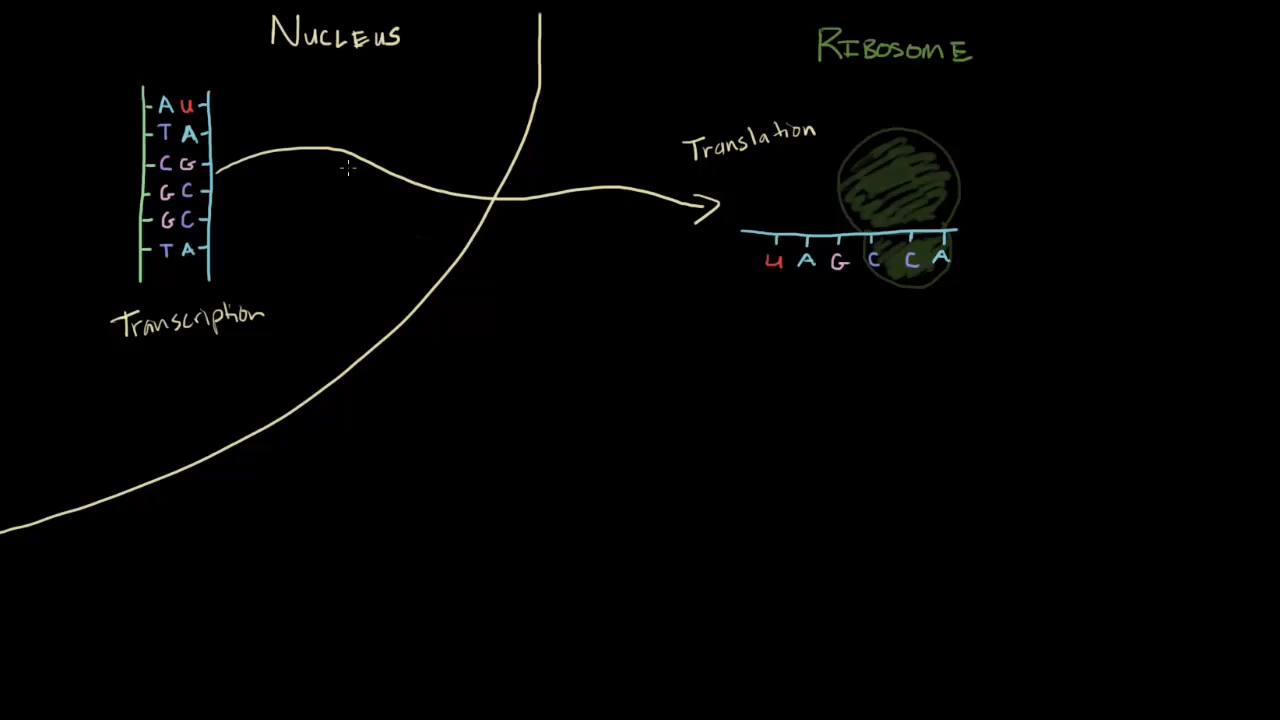 NUCLEUS
RIBOSOME
A U
T A
C G
G C
G C
T A
Transcription
Translation
U A G C C A